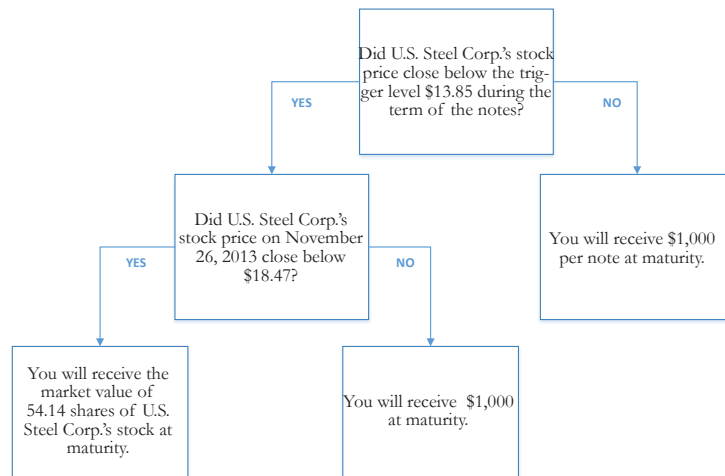 Did U.S. Steel Corp.'s stock
price close below the trig-
ger level $13.85 during the
term of the notes?
YES
NO
Did U.S. Steel Corp.'s
stock price on November
26, 2013 close below
$18.47?
You will receive $1,000
per note at maturity.
YES
NO
You will receive the
market value of
54.14 shares of U.S.
Steel Corp.'s stock at
maturity.
You will receive $1,000
at maturity.